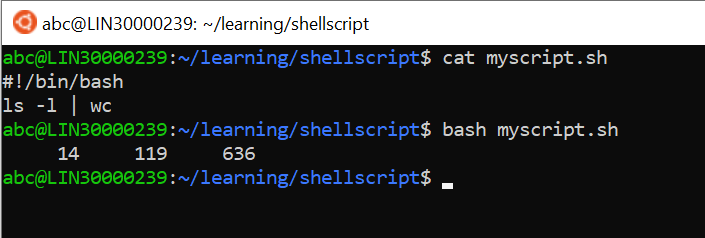 abc@LIN30000239: ~/learning/shellscript
abc@LIN30000239:~/learning/shellscript$ cat myscript.sh
#!/bin/bash
ls -l | wc
abc@LIN30000239:~/learning/shellscript$ bash myscript.sh
     14     119     636
abc@LIN30000239:~/learning/shellscript$